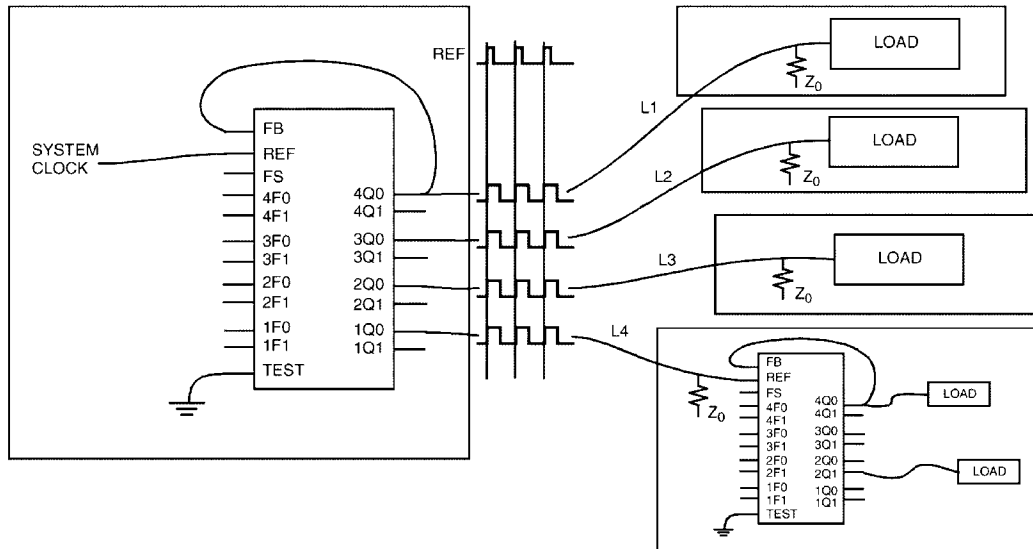 REF
SYSTEM
CLOCK
FB
REF
FS
4F0
4F1
3F0
3F1
2F0
2F1
1F0
1F1
TEST
4Q0
4Q1
3Q0
3Q1
2Q0
2Q1
1Q0
1Q1
L1
L2
L3
L4
LOAD
Z0
LOAD
Z0
LOAD
Z0
Z0
FB
REF
FS
4F0
4F1
3F0
3F1
2F0
2F1
1F0
1F1
TEST
4Q0
4Q1
3Q0
3Q1
2Q0
2Q1
1Q0
1Q1
LOAD
LOAD